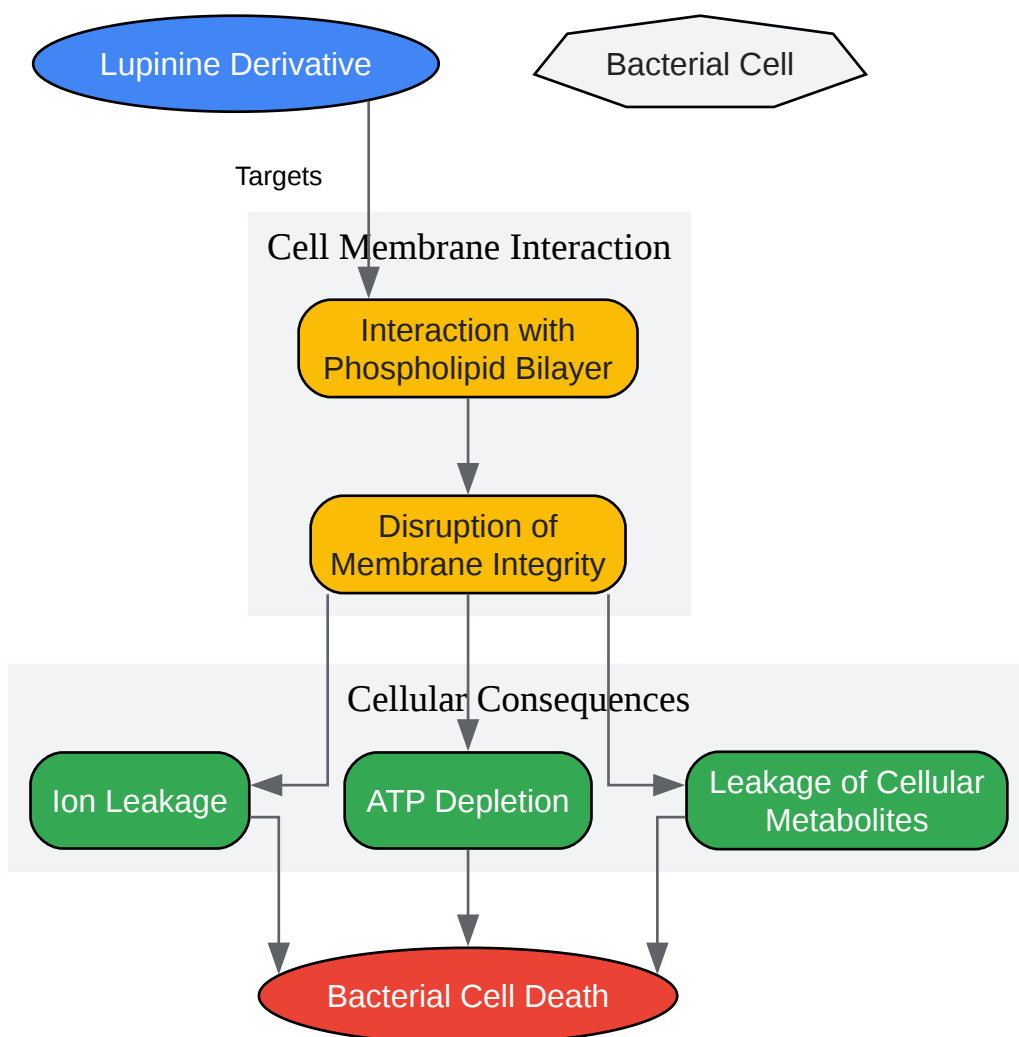 Lupinine Derivative
Bacterial Cell
Targets
Cell Membrane Interaction
Interaction with
Phospholipid Bilayer
Disruption of
Membrane Integrity
Cellular Consequences
Ion Leakage
ATP Depletion
Leakage of Cellular
Metabolites
Bacterial Cell Death